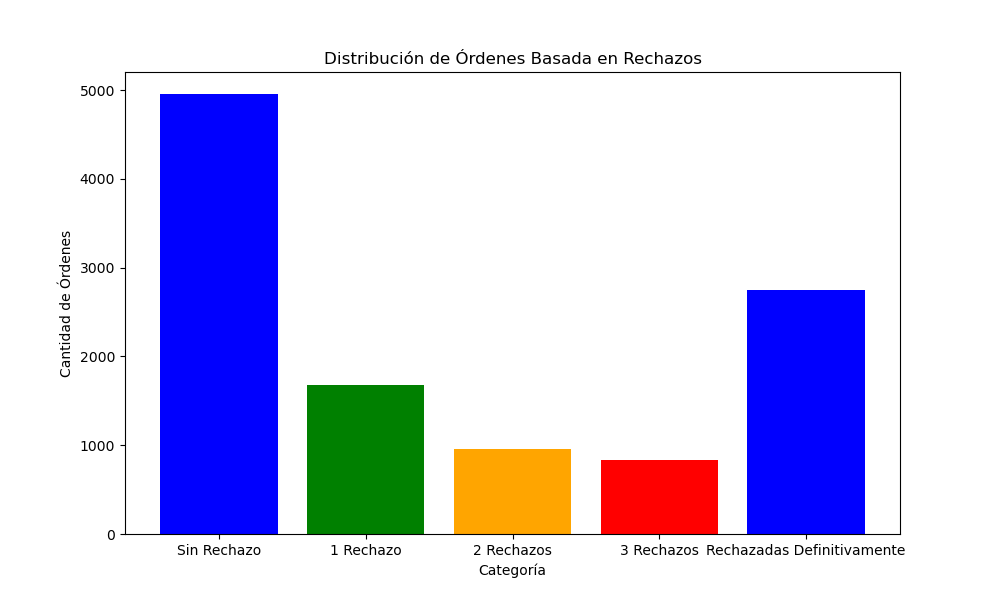 Distribución de Órdenes Basada en Rechazos
Cantidad de Órdenes
5000
4000
3000
2000
1000
0
Sin Rechazo
1 Rechazo
2 Rechazos
3 Rechazos
Rechazadas Definitivamente
Categoría